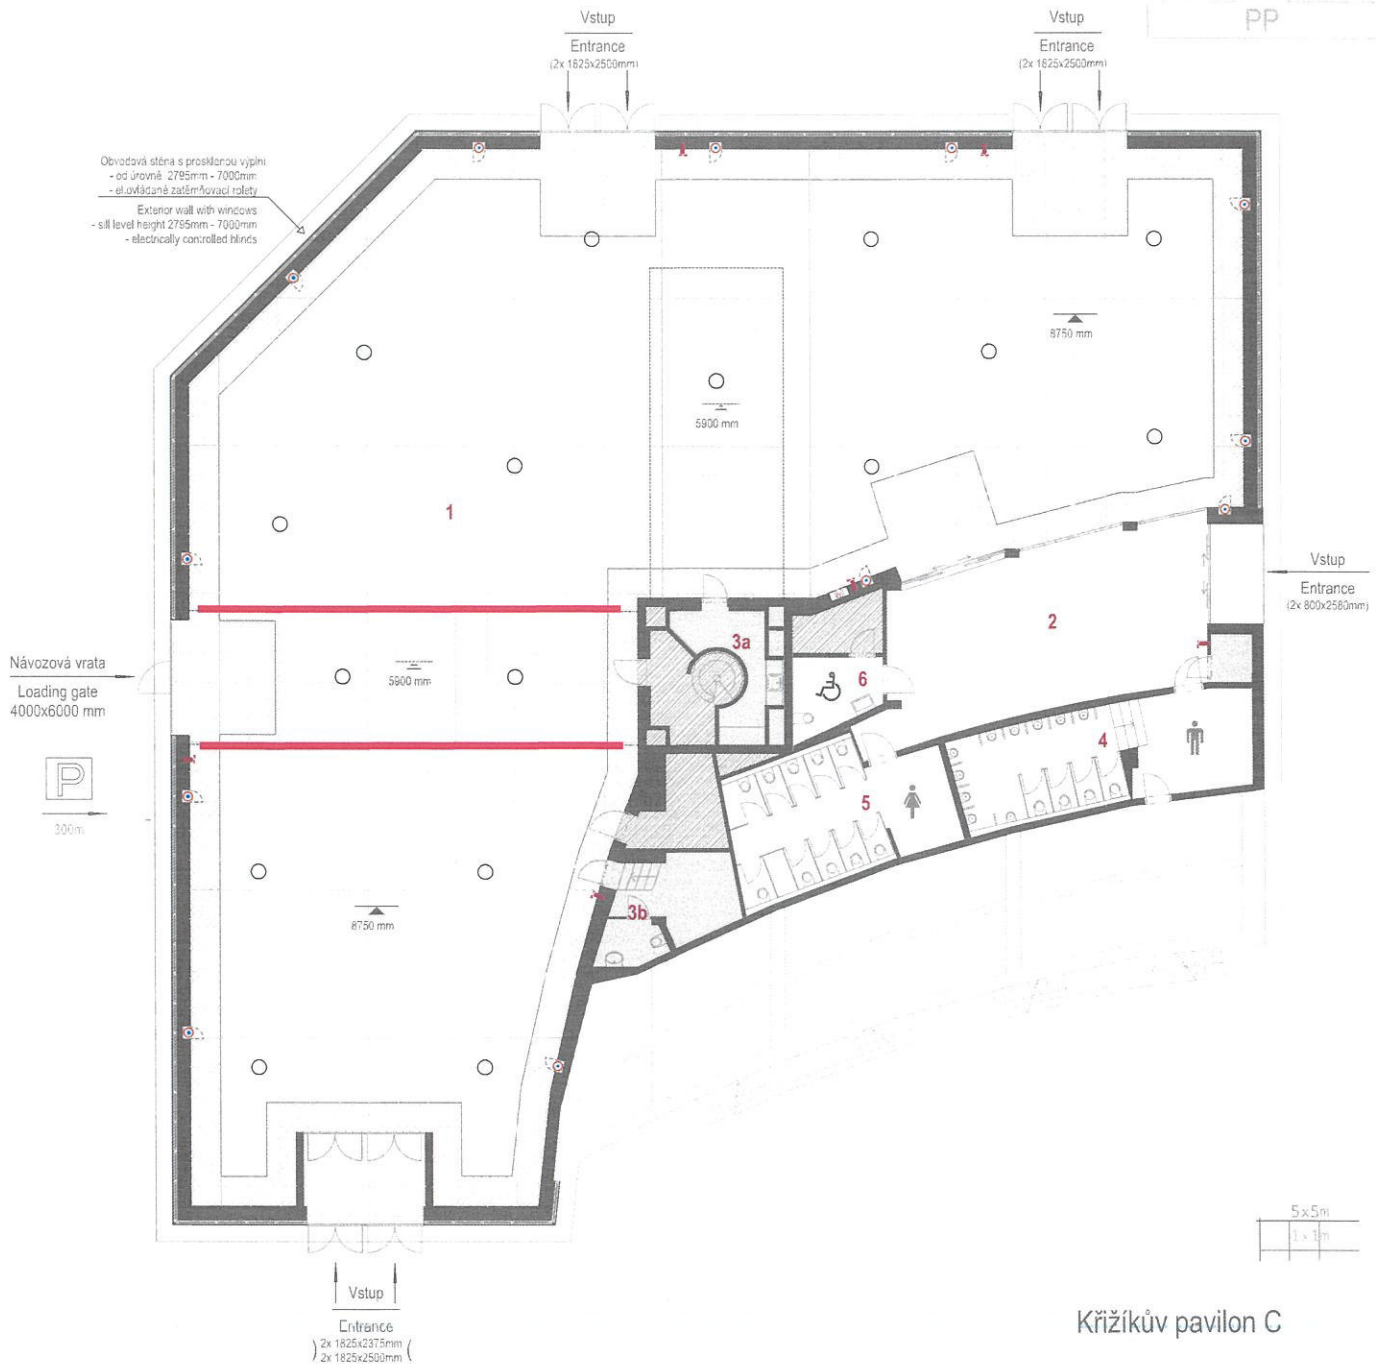 Vstup
Entrance
(2x 1825x2500mm)
Vstup
Entrance
(2x 1825x2500mm)
PP
Obvodová stěna s prosklenou výplní
- od úrovně 2795mm - 7000mm
- el.ovládané zatěmňovací rolety
Exterior wall with windows
- sill level height 2795mm - 7000mm
- electrically controlled blinds
8750 mm
5900 mm
1
Vstup
Entrance
(2x 800x2580mm)
2
3a
6
Návozová vrata
Loading gate
4000x6000 mm
5900 mm
4
P
300m
5
8750 mm
3b
5x5m
1x1m
Vstup
Entrance
2x 1825x2375mm
2x 1825x2500mm
Křižíkův pavilon C